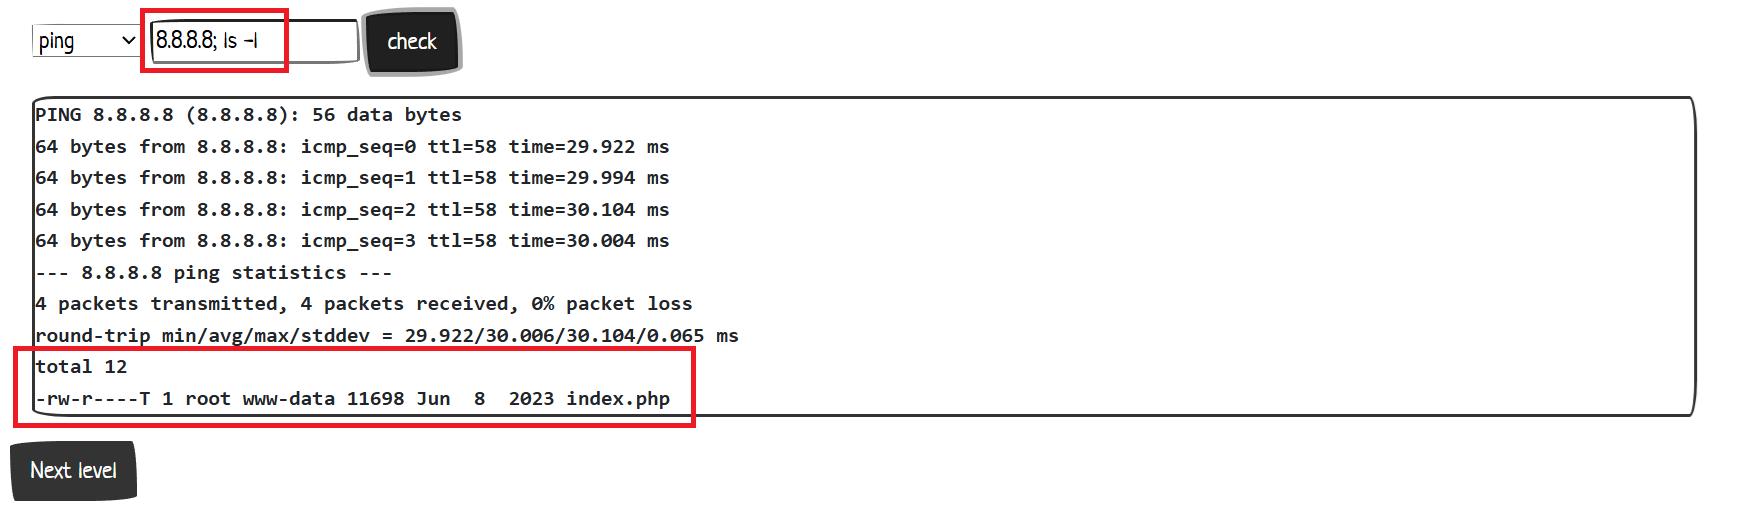 ping 8.8.8.8; ls -l check
PING 8.8.8.8 (8.8.8.8): 56 data bytes
64 bytes from 8.8.8.8: icmp_seq=0 ttl=58 time=29.922 ms
64 bytes from 8.8.8.8: icmp_seq=1 ttl=58 time=29.994 ms
64 bytes from 8.8.8.8: icmp_seq=2 ttl=58 time=30.104 ms
64 bytes from 8.8.8.8: icmp_seq=3 ttl=58 time=30.004 ms
--- 8.8.8.8 ping statistics ---
4 packets transmitted, 4 packets received, 0% packet loss
round-trip min/avg/max/stddev = 29.922/30.006/30.104/0.065 ms
total 12
-rw-r----T 1 root www-data 11698 Jun  8  2023 index.php
Next level